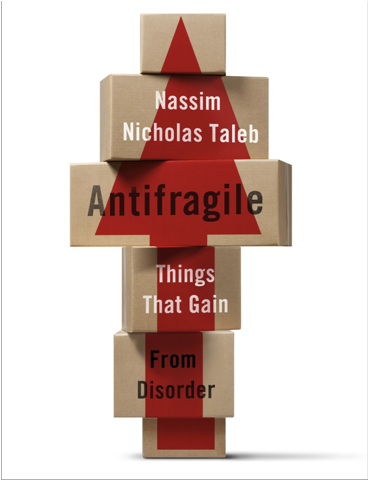 Nassim
Nicholas Taleb
Antifragile
Things
That Gain
From
Disorder